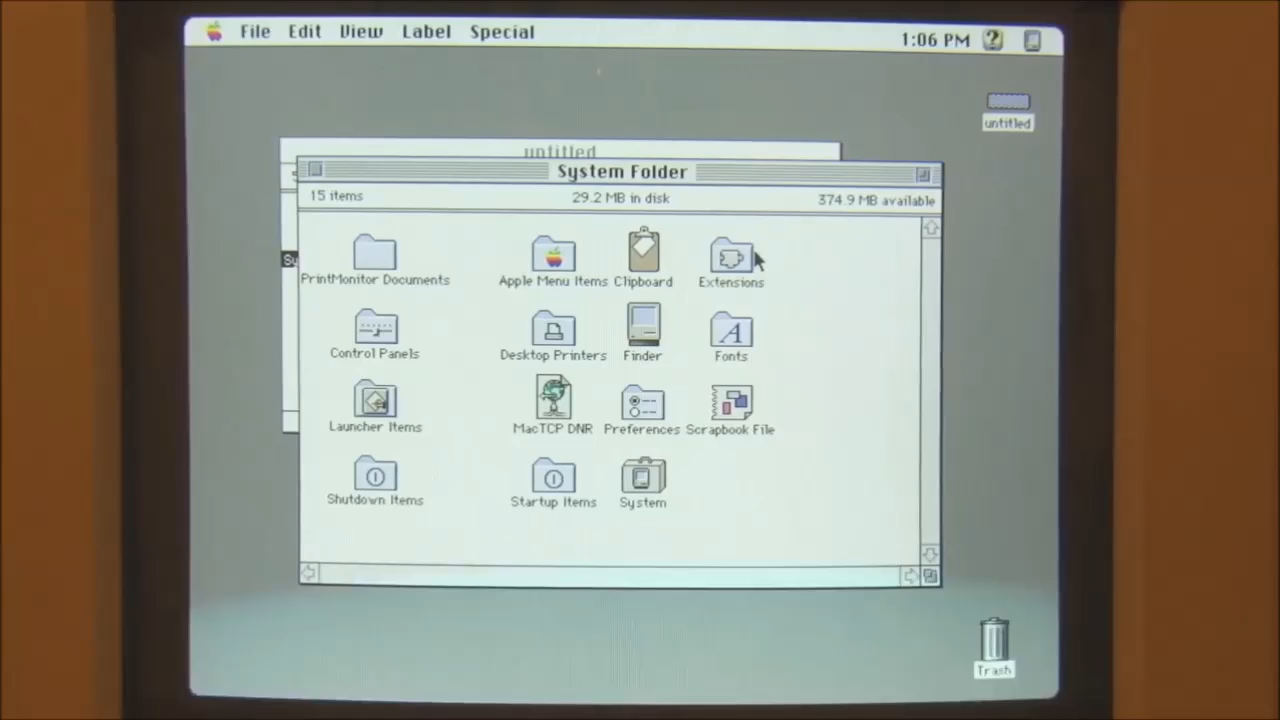 File Edit View Label Special 1:06 PM
untitled
untitled
System Folder
15 items 29.2 MB in disk 374.9 MB available
PrintMonitor Documents Apple Menu Items Clipboard Extensions
Control Panels Desktop Printers Finder Fonts
Launcher Items MacTCP DNR Preferences Scrapbook File
Shutdown Items Startup Items System
Trash